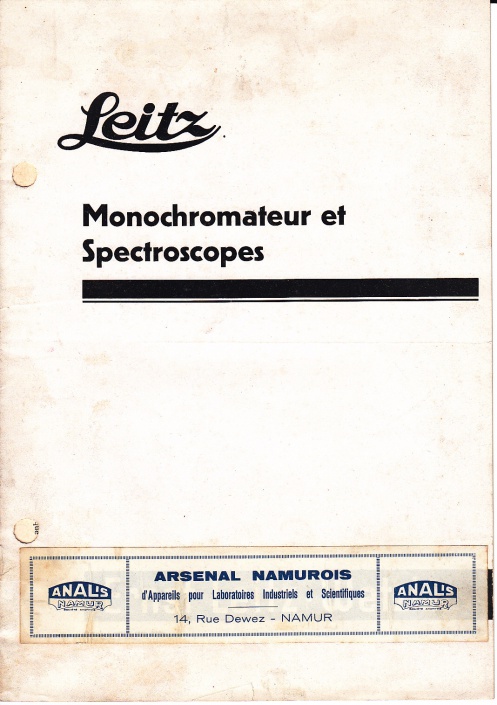 Leitz
Monochromateur et
Spectroscopes
ARSENAL NAMUROIS
d'Appareils pour Laboratoires Industriels et Scientifiques
14, Rue Dewez - NAMUR
ANALIS
NAMUR
ANALIS
NAMUR